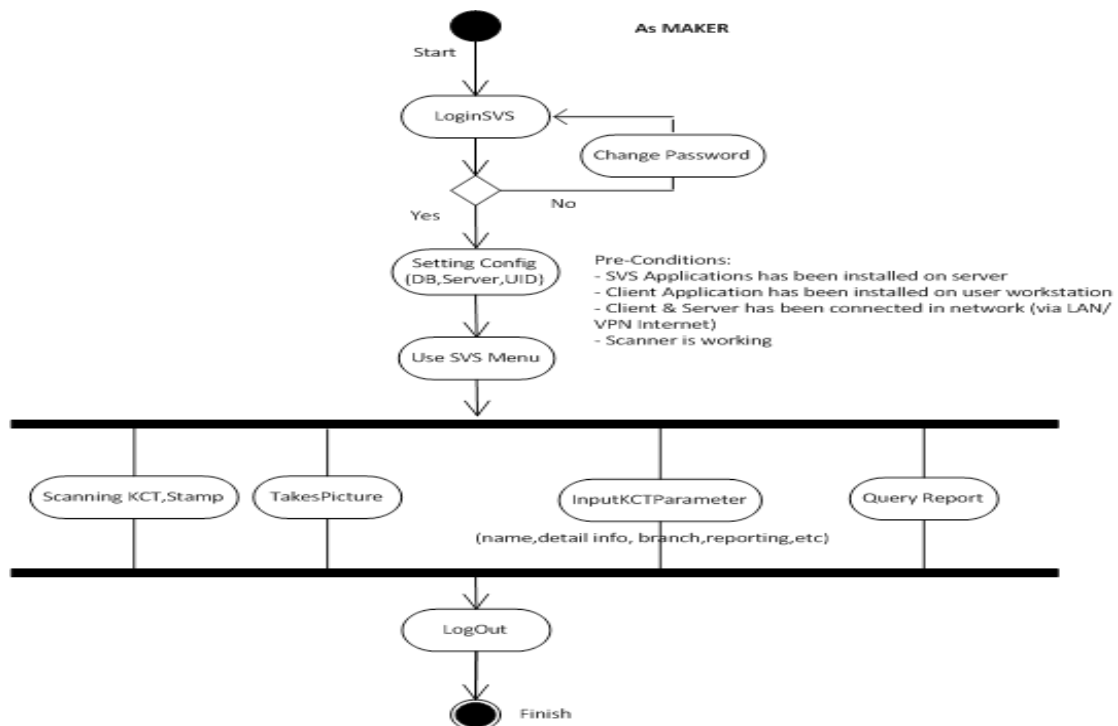 As MAKER
Start
LoginSVS
Change Password
No
Yes
Setting Config
(DB,Server,UID)
Pre-Conditions:
- SVS Applications has been installed on server
- Client Application has been installed on user workstation
- Client & Server has been connected in network (via LAN/
VPN Internet)
- Scanner is working
Use SVS Menu
Scanning KCT,Stamp
TakesPicture
InputKCTParameter
Query Report
(name,detail info, branch,reporting,etc)
LogOut
Finish